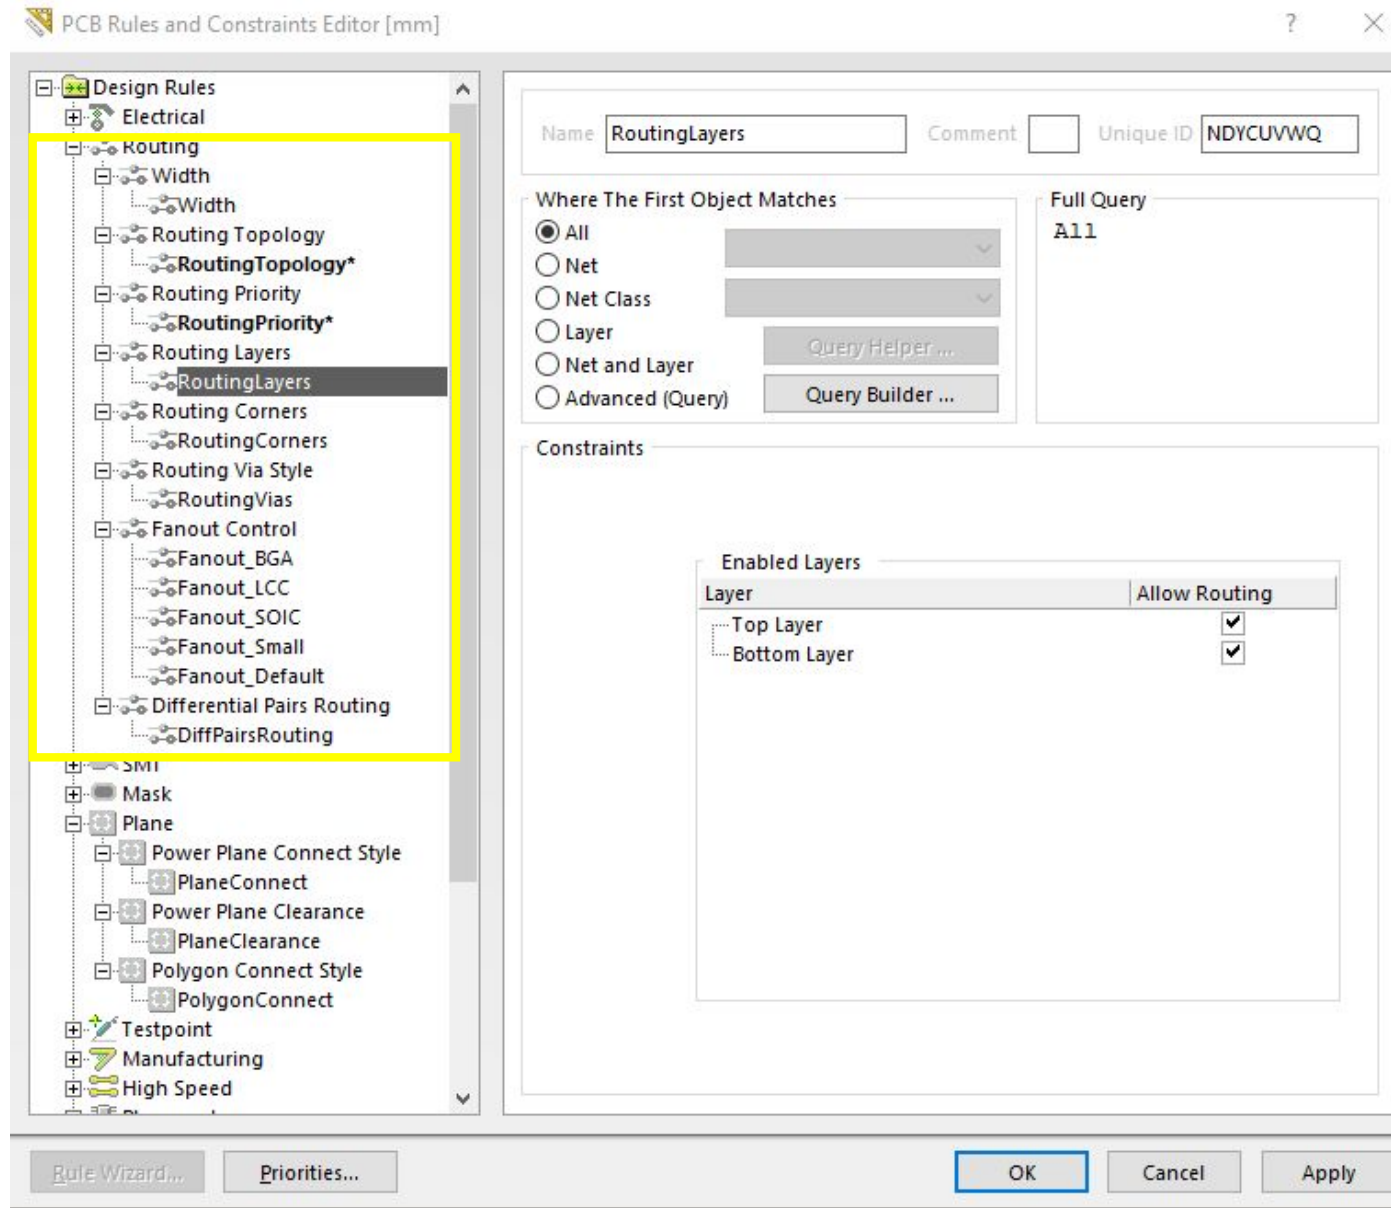 PCB Rules and Constraints Editor [mm]
?
Design Rules
Electrical
Routing
Width
Width
Routing Topology
RoutingTopology*
Routing Priority
RoutingPriority*
Routing Layers
RoutingLayers
Routing Corners
RoutingCorners
Routing Via Style
RoutingVias
Fanout Control
Fanout_BGA
Fanout_LCC
Fanout_SOIC
Fanout_Small
Fanout_Default
Differential Pairs Routing
DiffPairsRouting
SMT
Mask
Plane
Power Plane Connect Style
PlaneConnect
Power Plane Clearance
PlaneClearance
Polygon Connect Style
PolygonConnect
Testpoint
Manufacturing
High Speed
Name RoutingLayers Comment Unique ID NDYCUVWQ
Where The First Object Matches
All
Net
Net Class
Layer
Net and Layer
Advanced (Query)
Query Helper ...
Query Builder ...
Full Query
All
Constraints
Enabled Layers
Layer Allow Routing
Top Layer
Bottom Layer
Rule Wizard... Priorities... OK Cancel Apply